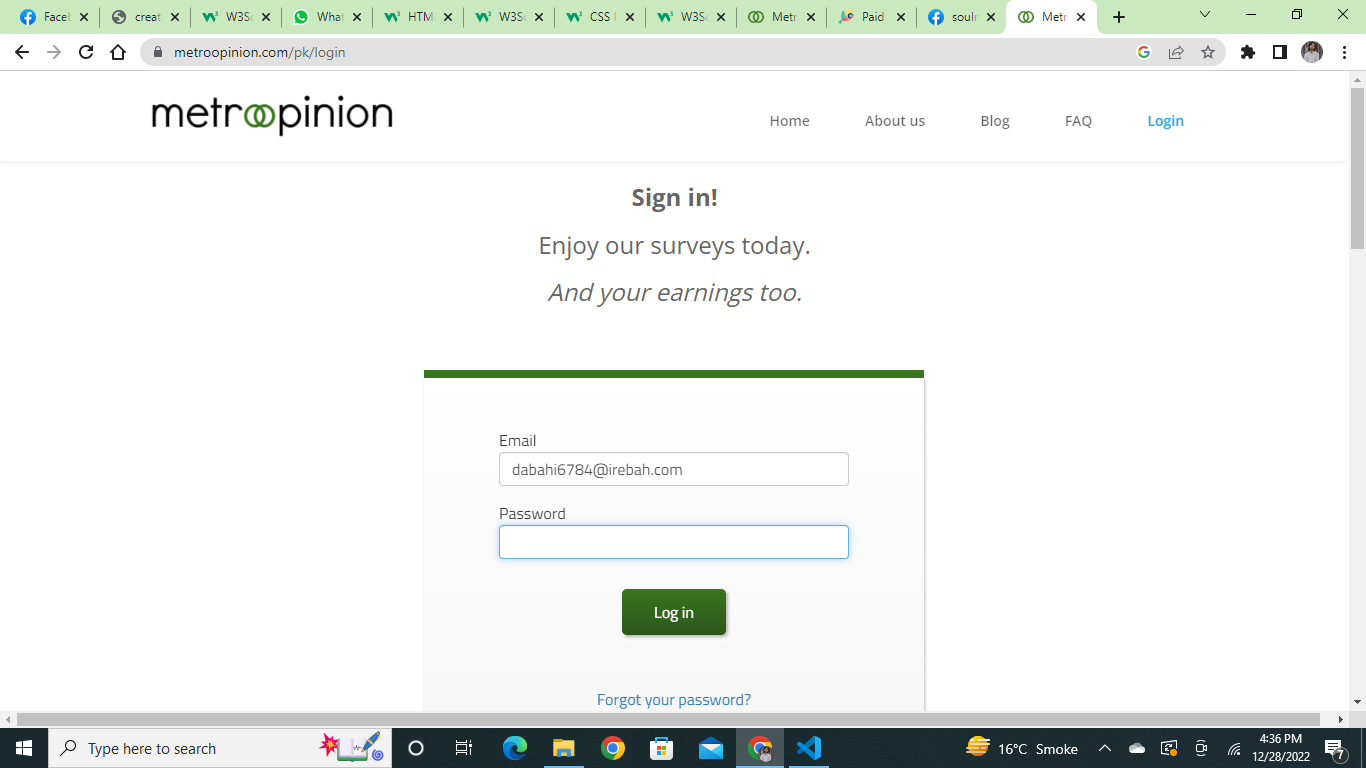 Faceb
creat
W3Sc
What
HTM
W3Sc
CSS
W3Sc
Metr
Paid
soulr
Metr
metroopinion.com/pk/login
metroopinion
Home
About us
Blog
FAQ
Login
Sign in!
Enjoy our surveys today.
And your earnings too.
Email
dabahi6784@irebah.com
Password
Log in
Forgot your password?
Type here to search
16°C Smoke
4:36 PM
12/28/2022
7